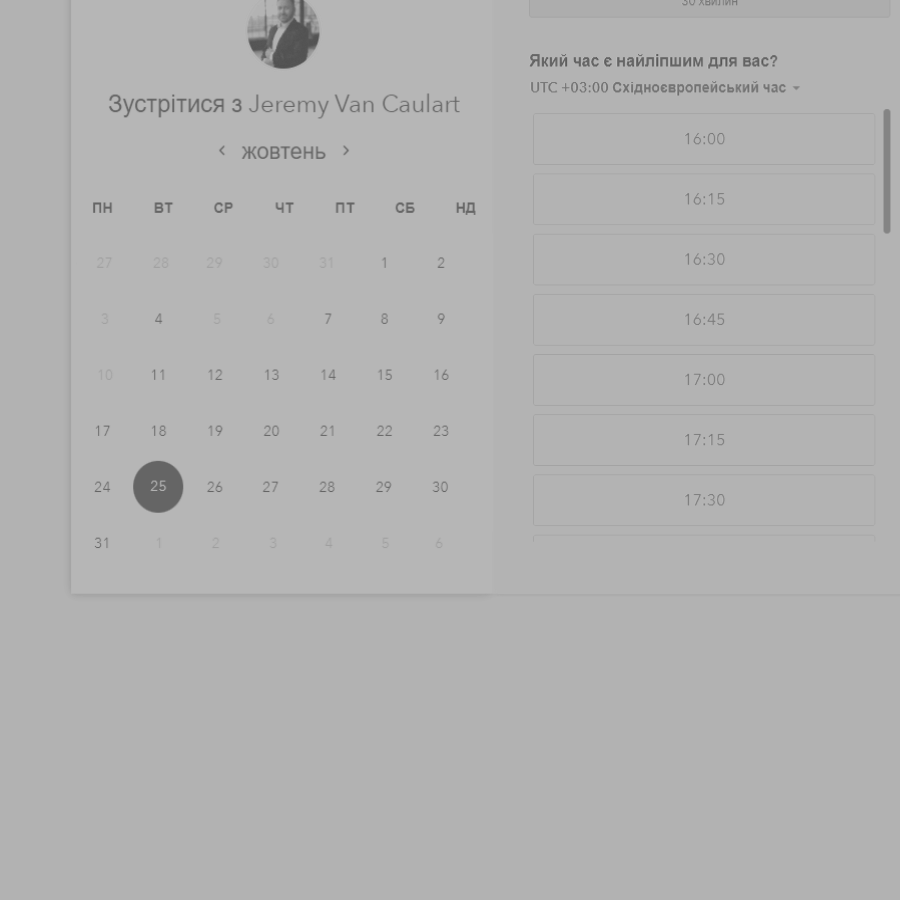 30 хвилин
Зустрітися з Jeremy Van Caulart
жовтень
ПН ВТ СР ЧТ ПТ СБ НД
27 28 29 30 31 1 2
3 4 5 6 7 8 9
10 11 12 13 14 15 16
17 18 19 20 21 22 23
24 25 26 27 28 29 30
31 1 2 3 4 5 6
Який час є найліпшим для вас?
UTC +03:00 Східноєвропейський час
16:00
16:15
16:30
16:45
17:00
17:15
17:30